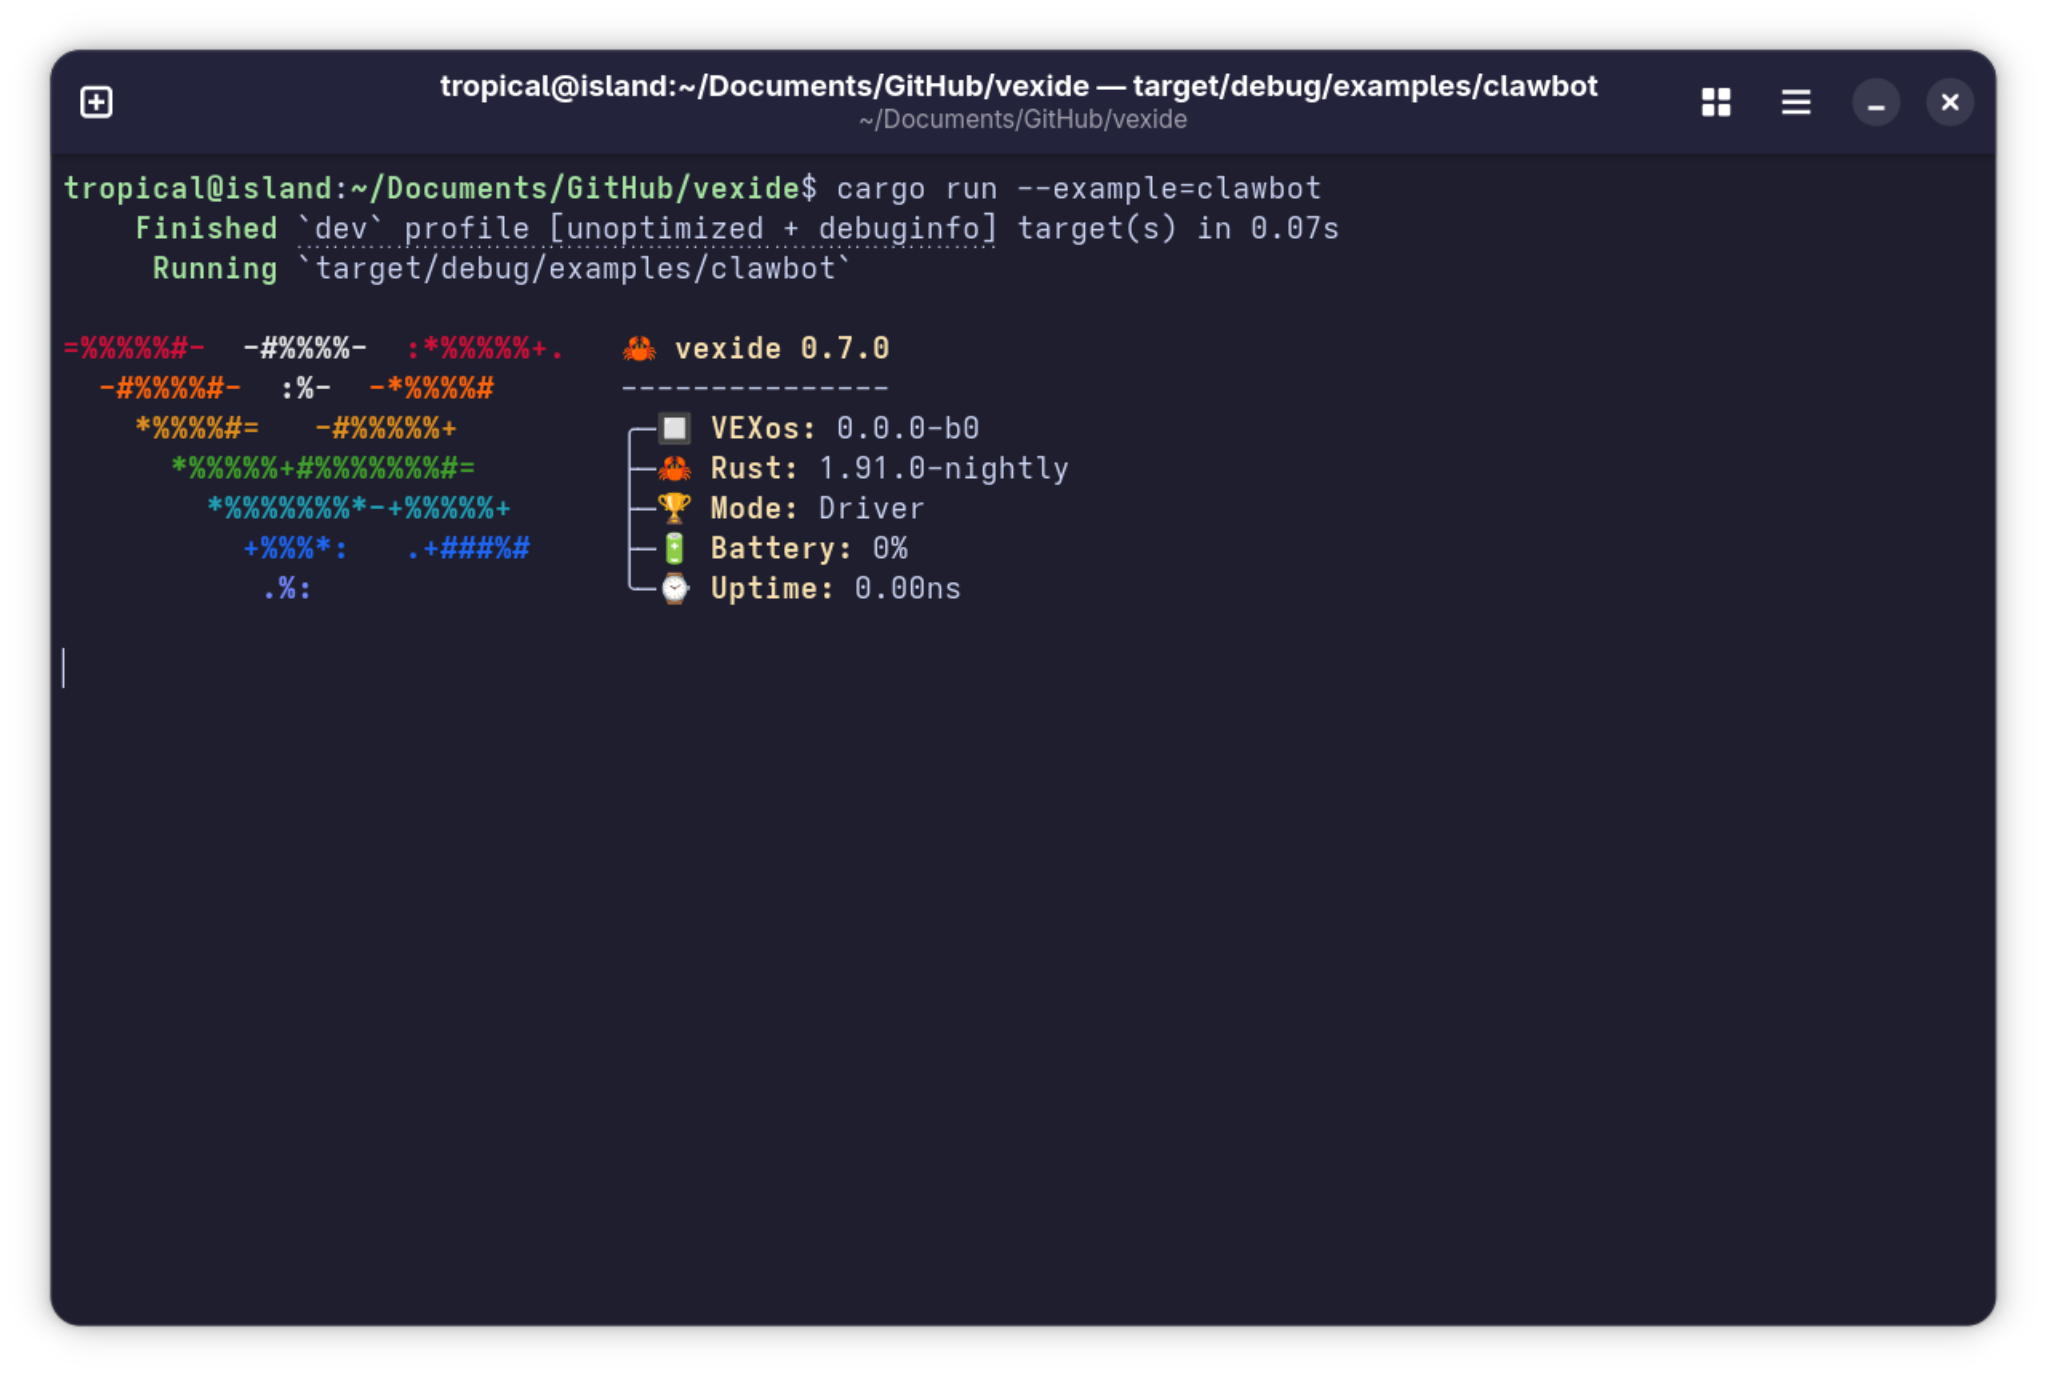 tropical@island:~/Documents/GitHub/vexide — target/debug/examples/clawbot
~/Documents/GitHub/vexide
tropical@island:~/Documents/GitHub/vexide$ cargo run --example=clawbot
    Finished `dev` profile [unoptimized + debuginfo] target(s) in 0.07s
     Running `target/debug/examples/clawbot`
=%%%%%#-  -#%%%%-  :*%%%%%+.   🦀 vexide 0.7.0
  -#%%%%#-  :%-  -*%%%%#       ---------------
    *%%%%#=   -#%%%%%+         ╭─🔲 VEXos: 0.0.0-b0
      *%%%%%+#%%%%%%%#=        ├─🦀 Rust: 1.91.0-nightly
        *%%%%%%%*-+%%%%%+      ├─🏆 Mode: Driver
          +%%%*:   .+###%#     ├─🔋 Battery: 0%
           .%:                 ╰─⌚ Uptime: 0.00ns